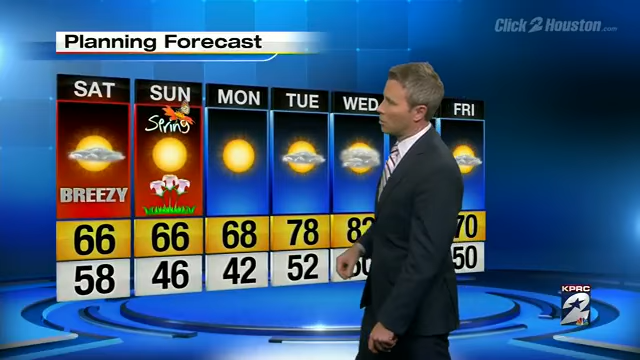 Click2Houston.com
Planning Forecast
SAT SUN MON TUE WED FRI
Spring
BREEZY
66 66 68 78 70
58 46 42 52 50
KPRC
2